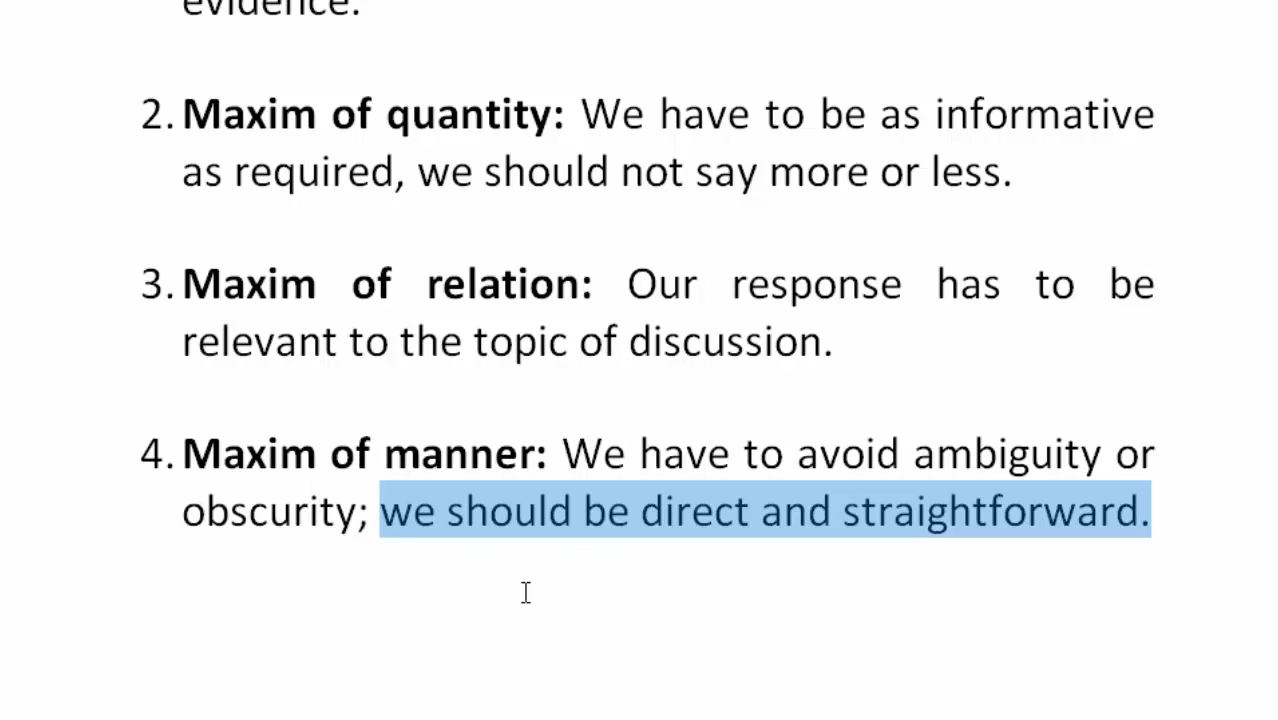 evidence.
2. Maxim of quantity: We have to be as informative
as required, we should not say more or less.
3. Maxim of relation: Our response has to be
relevant to the topic of discussion.
4. Maxim of manner: We have to avoid ambiguity or
obscurity; we should be direct and straightforward.